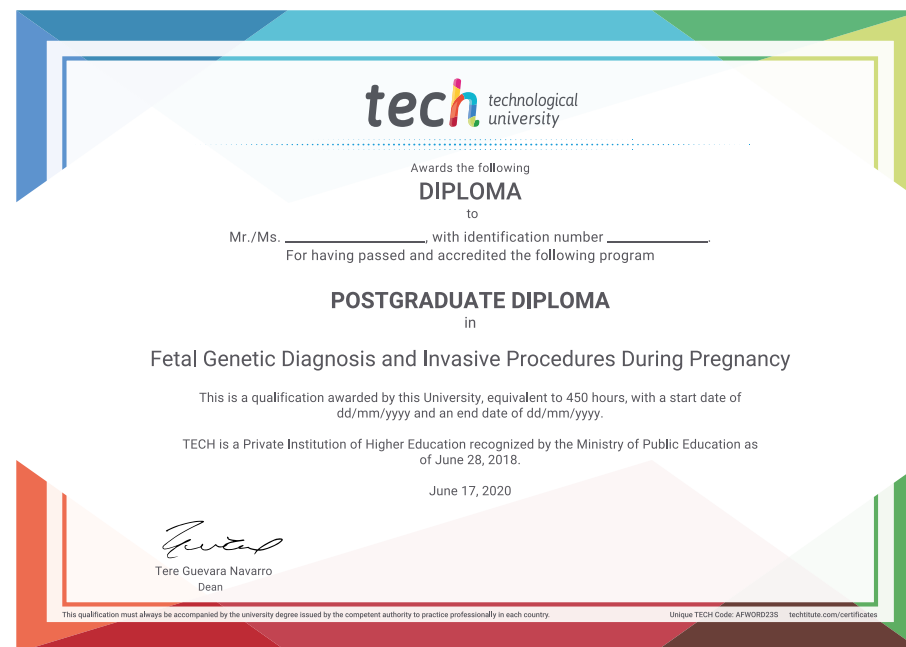 tech technological
university
Awards the following
DIPLOMA
to
Mr./Ms. ____________________, with identification number ______________.
For having passed and accredited the following program
POSTGRADUATE DIPLOMA
in
Fetal Genetic Diagnosis and Invasive Procedures During Pregnancy
This is a qualification awarded by this University, equivalent to 450 hours, with a start date of
dd/mm/yyyy and an end date of dd/mm/yyyy.
TECH is a Private Institution of Higher Education recognized by the Ministry of Public Education as
of June 28, 2018.
June 17, 2020
Tere Guevara Navarro
Dean
This qualification must always be accompanied by the university degree issued by the competent authority to practice professionally in each country.
Unique TECH Code: AFWORD23S techtitute.com/certificates